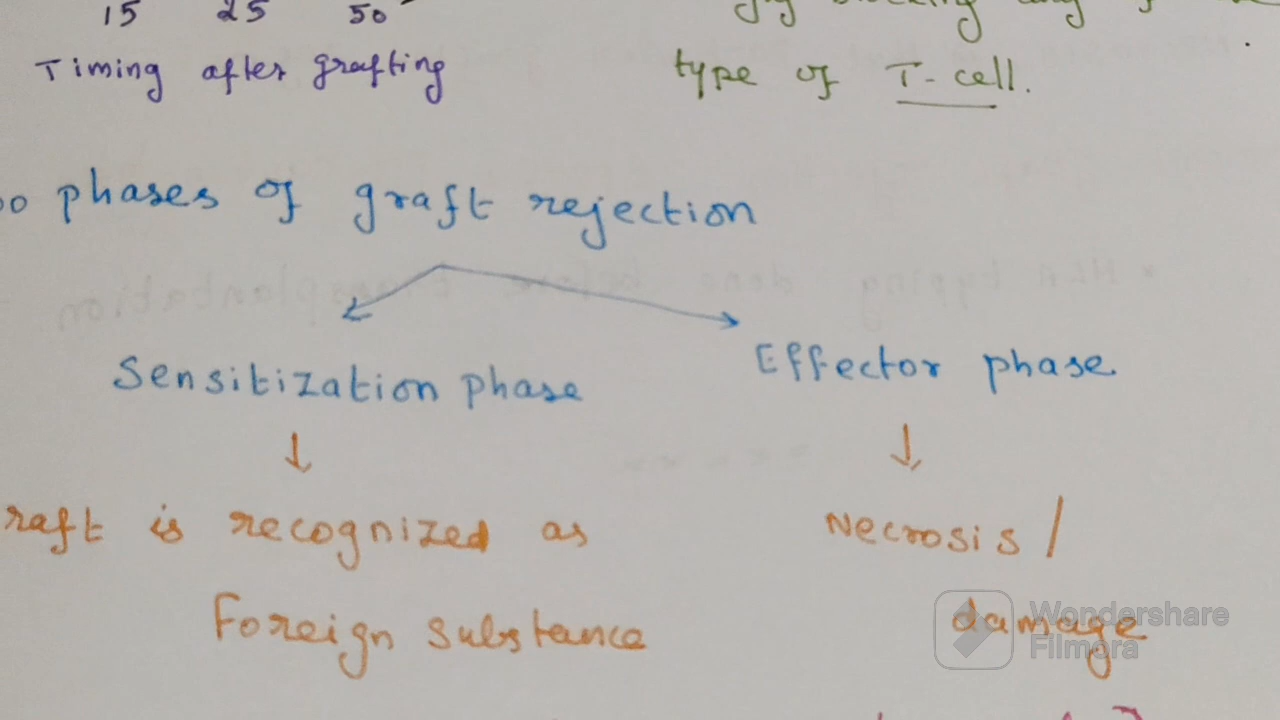 15 25 50
Timing after grafting
type of T-cell.
phases of graft rejection
Sensitization phase
Effector phase
raft is recognized as
Foreign substance
Necrosis /
damage
Wondershare
Filmora